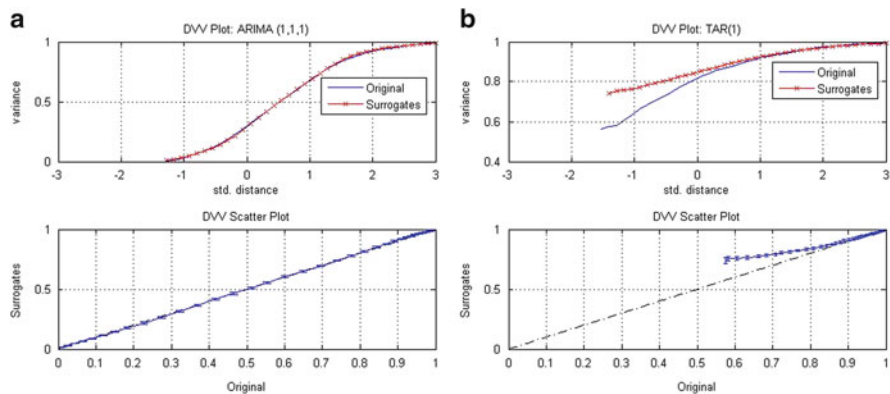 a
DVV Plot: ARIMA (1,1,1)
1
0.5
0
variance
Original
Surrogates
-3 -2 -1 0 1 2 3
std. distance
DVV Scatter Plot
1
0.5
0
Surrogates
0 0.1 0.2 0.3 0.4 0.5 0.6 0.7 0.8 0.9 1
Original
b
DVV Plot: TAR(1)
1
0.8
0.6
0.4
variance
Original
Surrogates
-3 -2 -1 0 1 2 3
std. distance
DVV Scatter Plot
1
0.5
0
Surrogates
0 0.1 0.2 0.3 0.4 0.5 0.6 0.7 0.8 0.9 1
Original